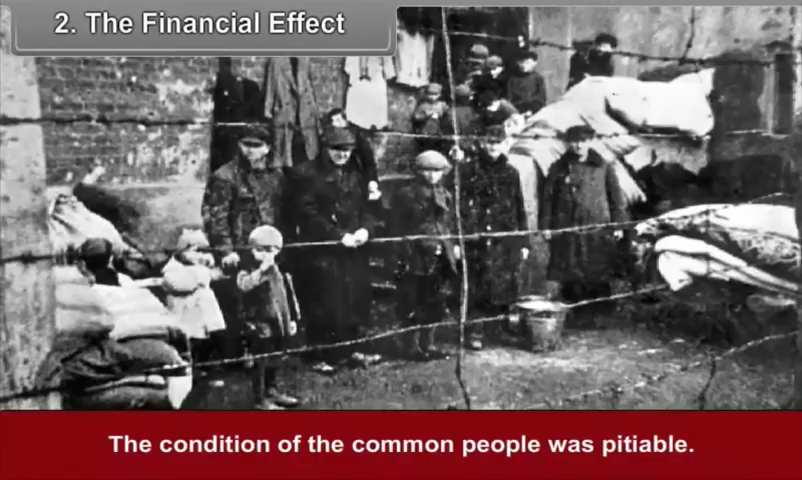 2. The Financial Effect
The condition of the common people was pitiable.